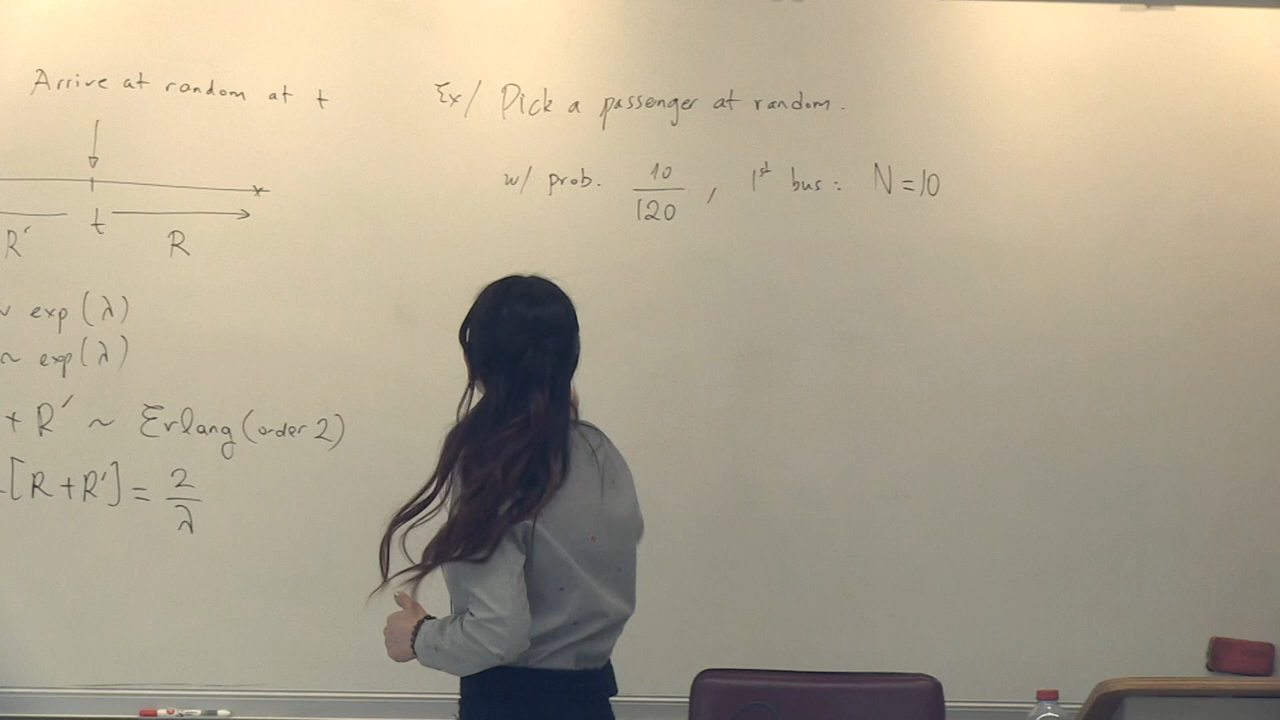 Arrive at random at t
t
R′ R
~ exp(λ)
~ exp(λ)
+ R′ ~ Erlang (order 2)
[R+R′] = 2/λ
Ex/ Pick a passenger at random.
w/ prob. 10/120 , 1st bus: N=10